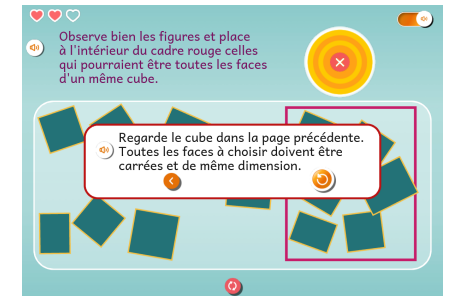 Observe bien les figures et place
à l'intérieur du cadre rouge celles
qui pourraient être toutes les faces
d'un même cube.
Regarde le cube dans la page précédente.
Toutes les faces à choisir doivent être
carrées et de même dimension.